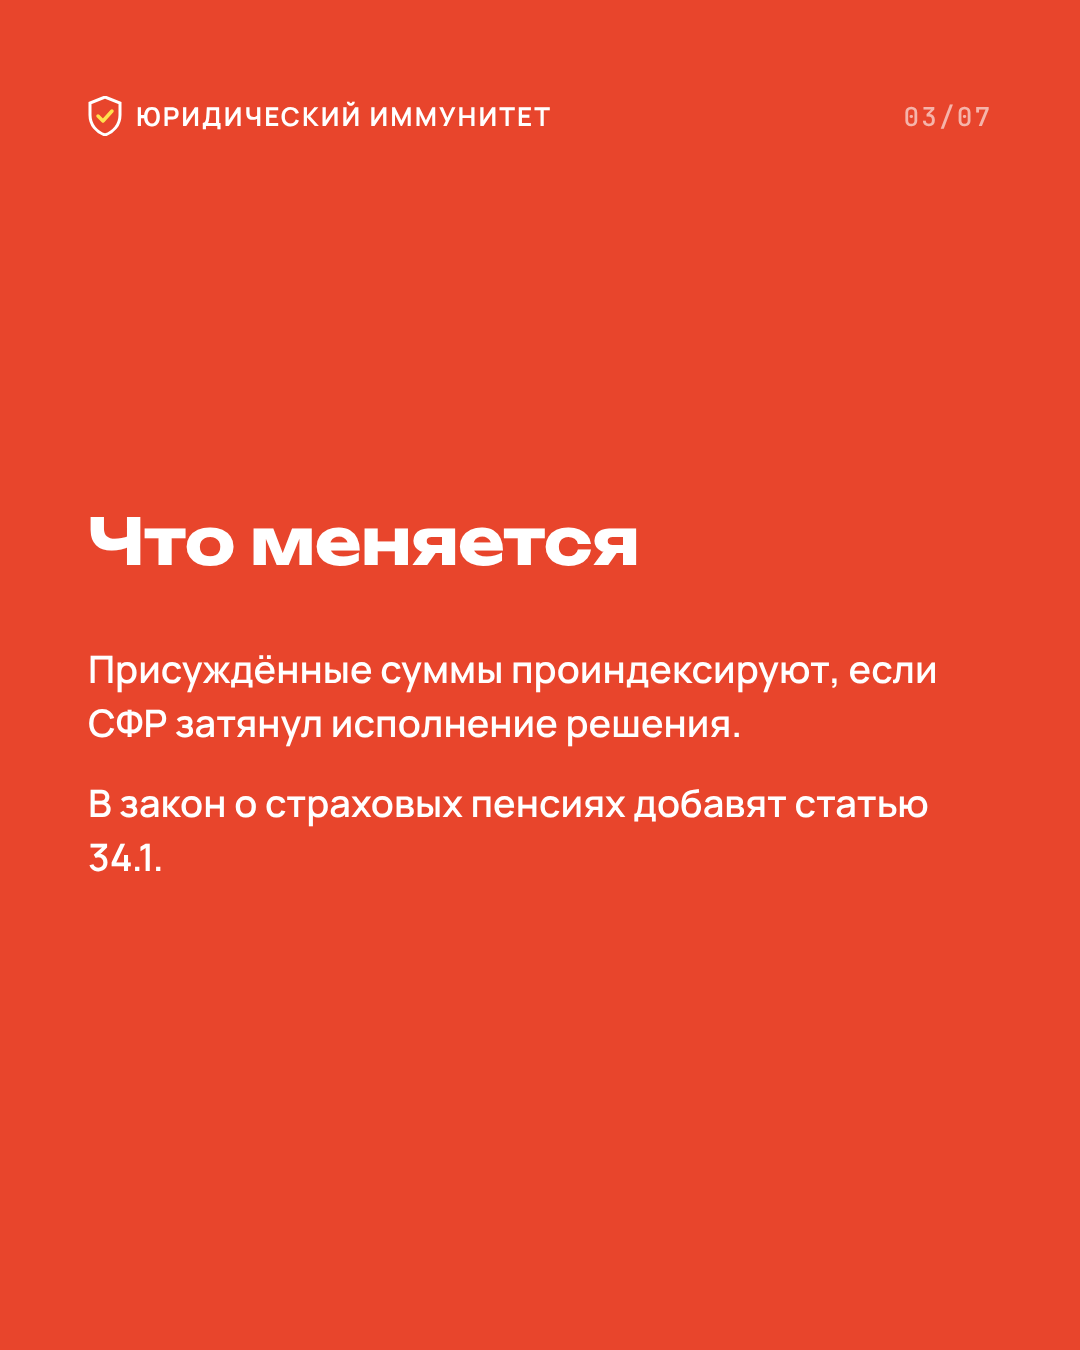 ЮРИДИЧЕСКИЙ ИММУНИТЕТ
03/07
Что меняется
Присуждённые суммы проиндексируют, если
СФР затянул исполнение решения.
В закон о страховых пенсиях добавят статью
34.1.